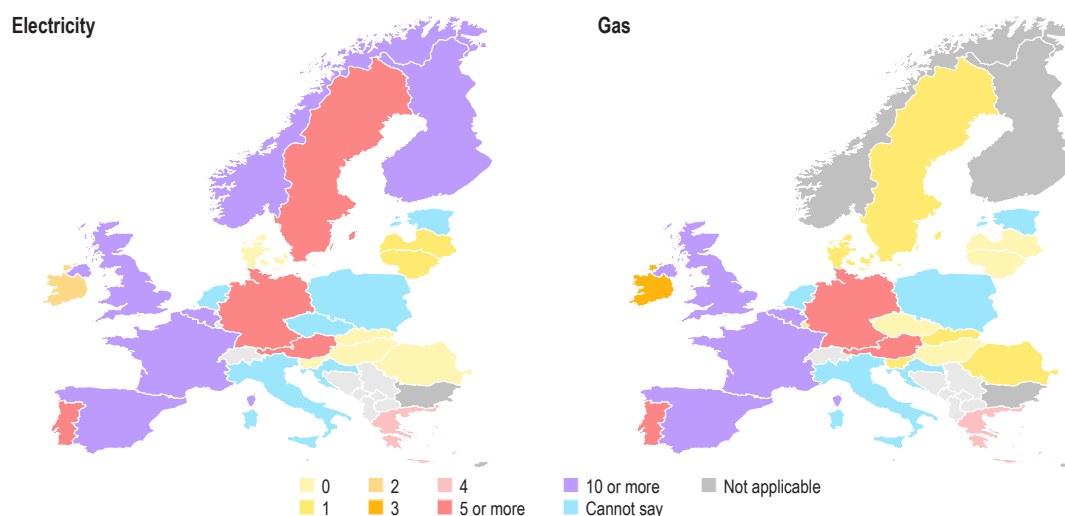 Electricity Gas
0 2 4 10 or more Not applicable
1 3 5 or more Cannot say